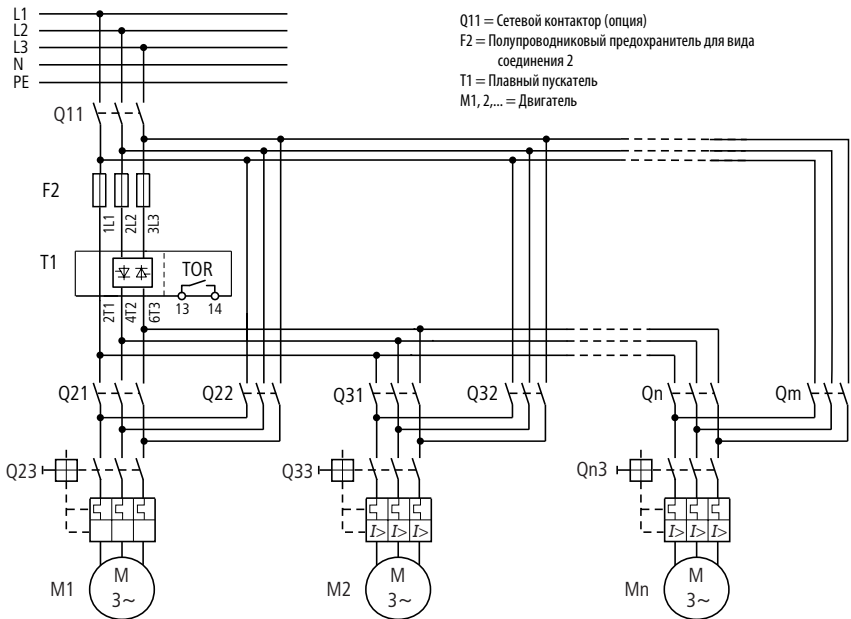 L1
L2
L3
N
PE
Q11 = Сетевой контактор (опция)
F2 = Полупроводниковый предохранитель для вида
соединения 2
T1 = Плавный пускатель
M1, 2,... = Двигатель
Q11
F2
1L1
2L2
3L3
T1
TOR
13
14
2T1
4T2
6T3
Q21
Q22
Q31
Q32
Qn
Qm
Q23
Q33
Qn3
I> I> I>
I> I> I>
M1
M
3~
M2
M
3~
Mn
M
3~